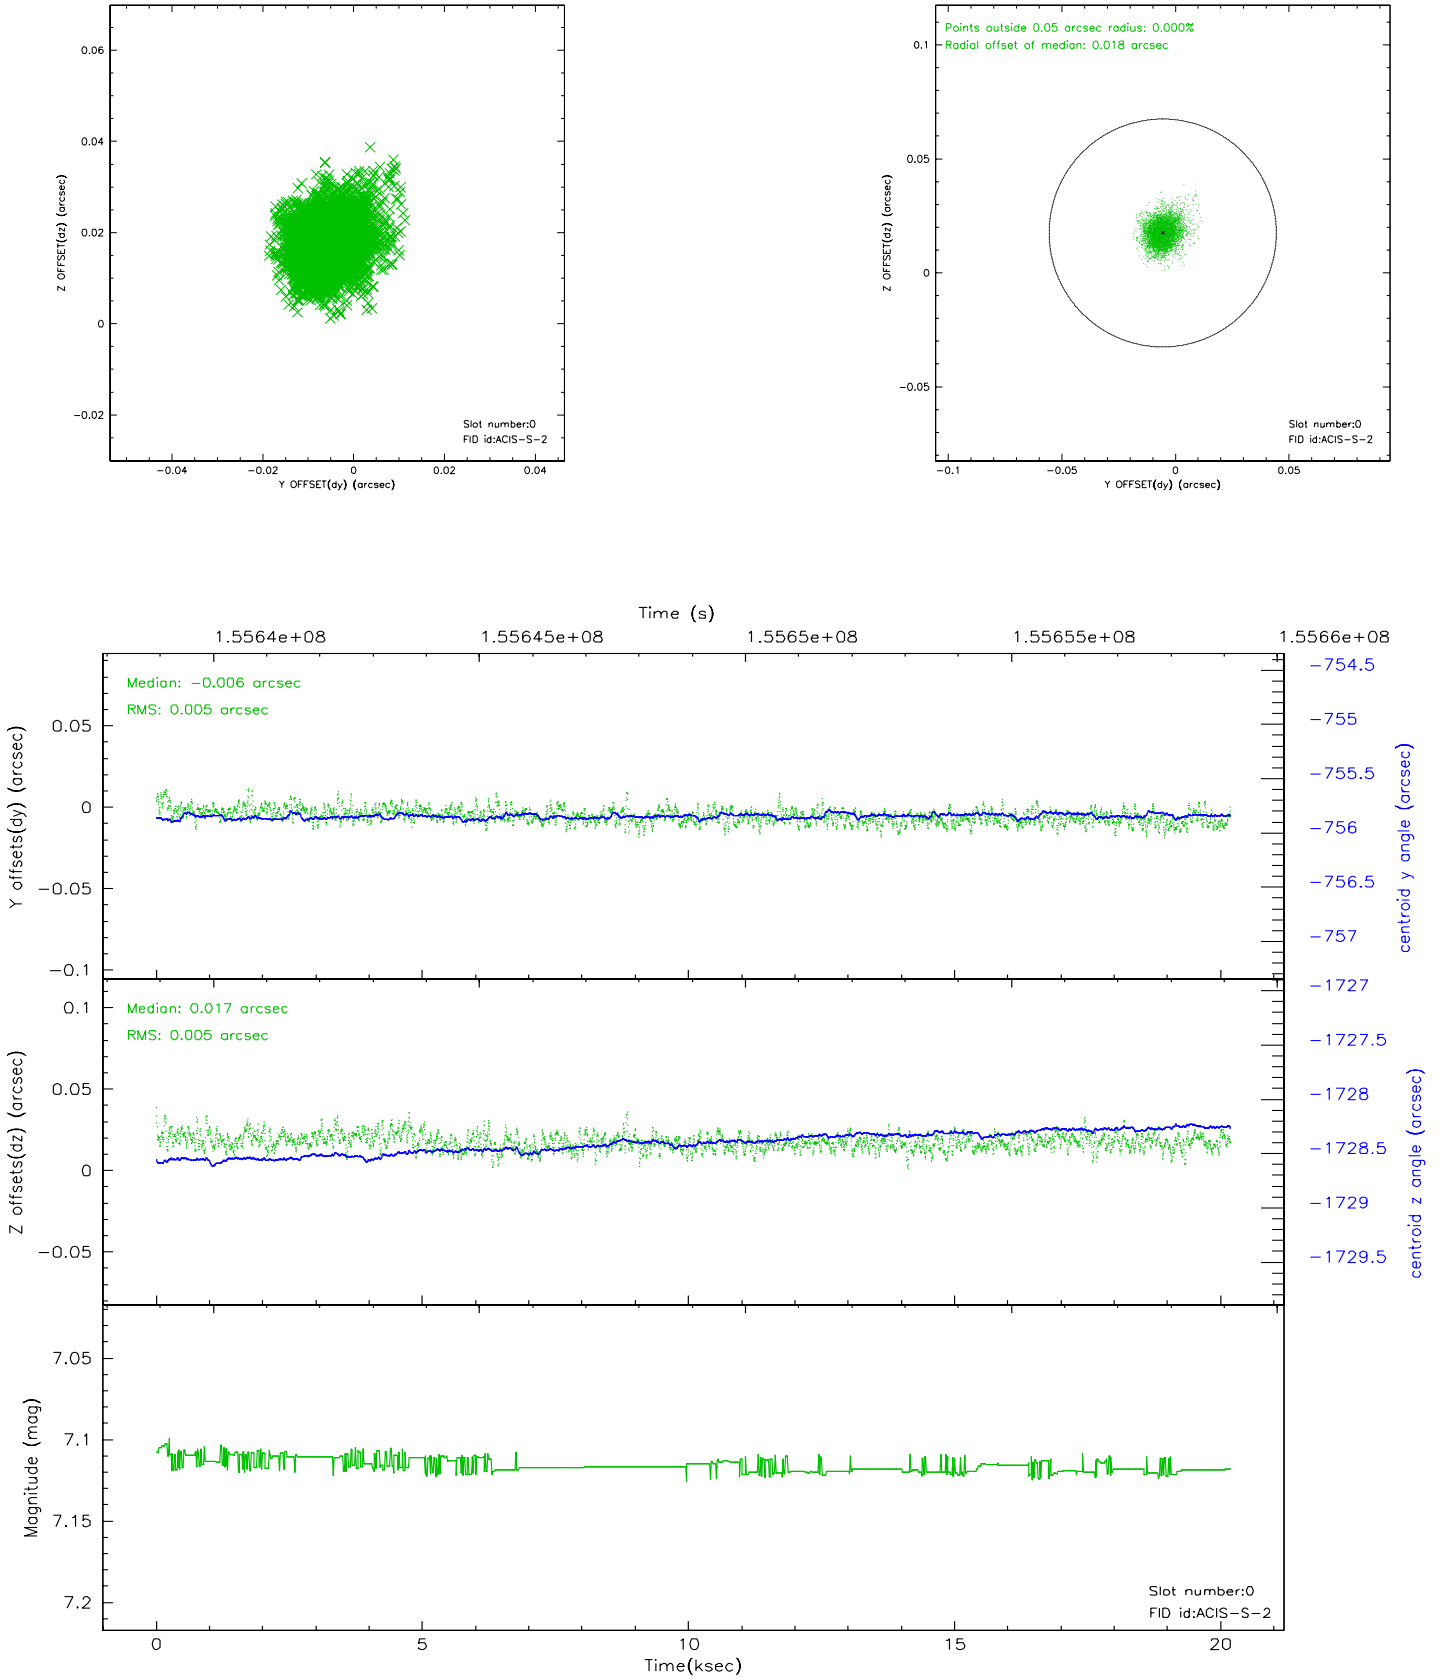 0.06
0.04
0.02
0
-0.02
Z OFFSET(dz) (arcsec)
Slot number:0
FID id:ACIS-S-2
-0.04 -0.02 0 0.02 0.04
Y OFFSET(dy) (arcsec)
Points outside 0.05 arcsec radius: 0.000%
Radial offset of median: 0.018 arcsec
0.1
0.05
0
-0.05
Z OFFSET(dz) (arcsec)
Slot number:0
FID id:ACIS-S-2
-0.1 -0.05 0 0.05
Y OFFSET(dy) (arcsec)
Time (s)
1.5564e+08 1.55645e+08 1.5565e+08 1.55655e+08 1.5566e+08
Median: -0.006 arcsec
RMS: 0.005 arcsec
0.05
0
-0.05
-0.1
Y offsets(dy) (arcsec)
-754.5
-755
-755.5
-756
-756.5
-757
centroid y angle (arcsec)
Median: 0.017 arcsec
RMS: 0.005 arcsec
0.1
0.05
0
-0.05
Z offsets(dz) (arcsec)
-1727
-1727.5
-1728
-1728.5
-1729
-1729.5
centroid z angle (arcsec)
7.05
7.1
7.15
7.2
Magnitude (mag)
Slot number:0
FID id:ACIS-S-2
0 5 10 15 20
Time(ksec)